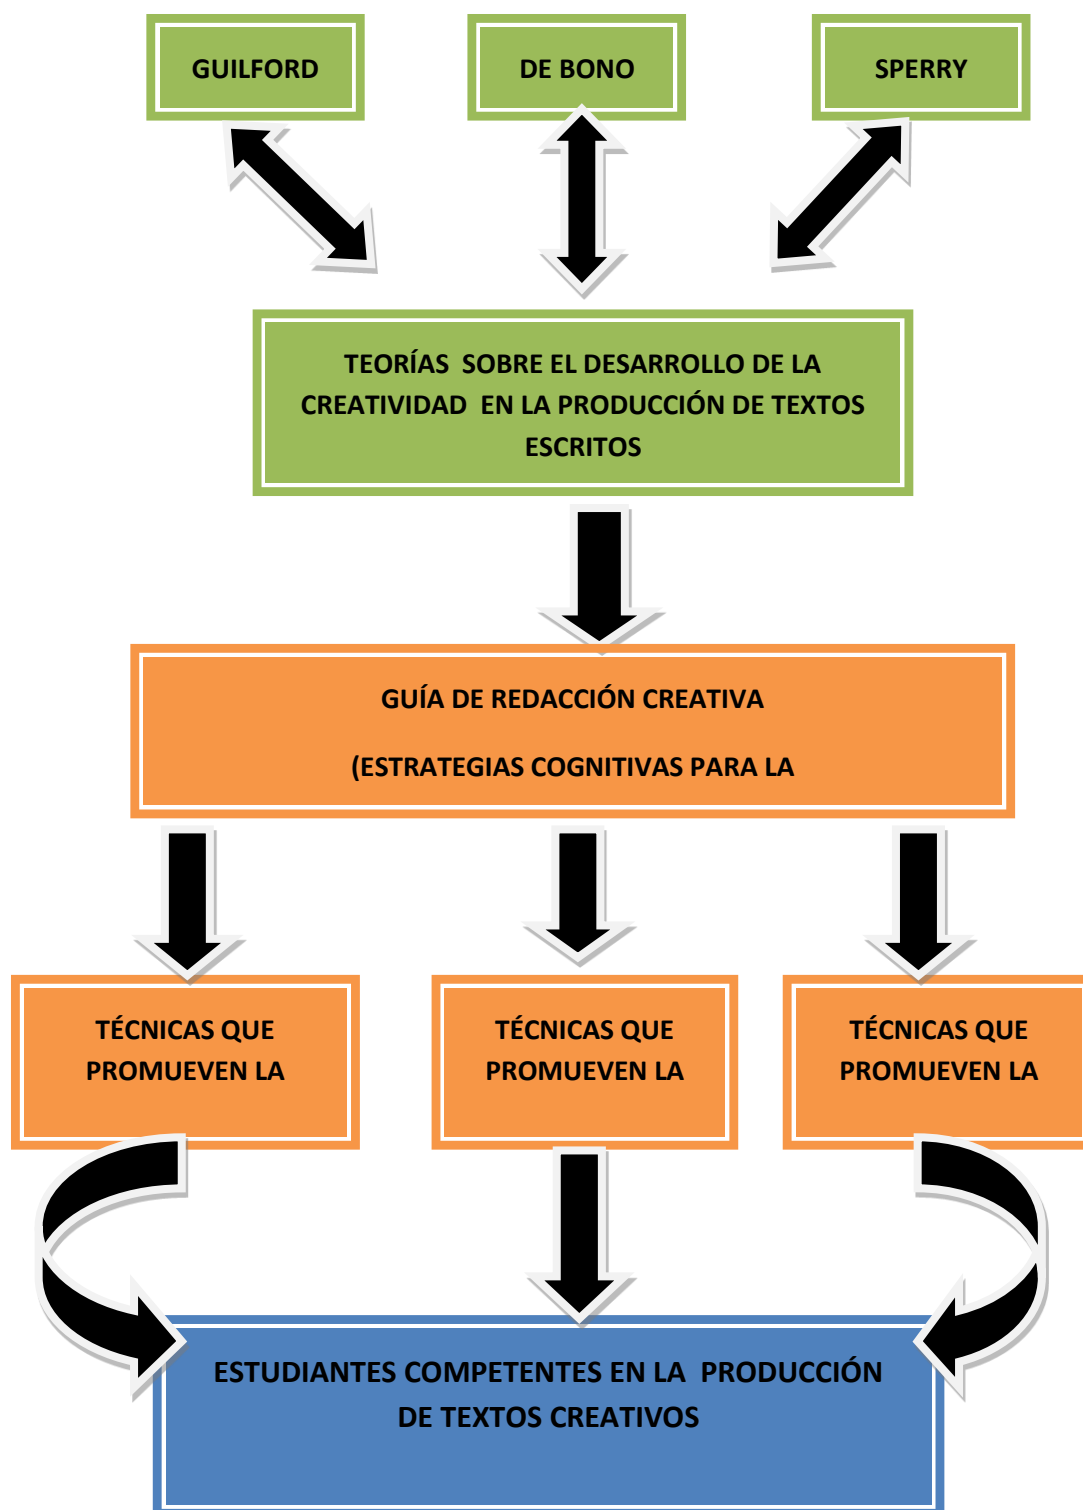 GUILFORD
DE BONO
SPERRY
TEORÍAS SOBRE EL DESARROLLO DE LA
CREATIVIDAD EN LA PRODUCCIÓN DE TEXTOS
ESCRITOS
GUÍA DE REDACCIÓN CREATIVA
(ESTRATEGIAS COGNITIVAS PARA LA
TÉCNICAS QUE
PROMUEVEN LA
TÉCNICAS QUE
PROMUEVEN LA
TÉCNICAS QUE
PROMUEVEN LA
ESTUDIANTES COMPETENTES EN LA PRODUCCIÓN
DE TEXTOS CREATIVOS